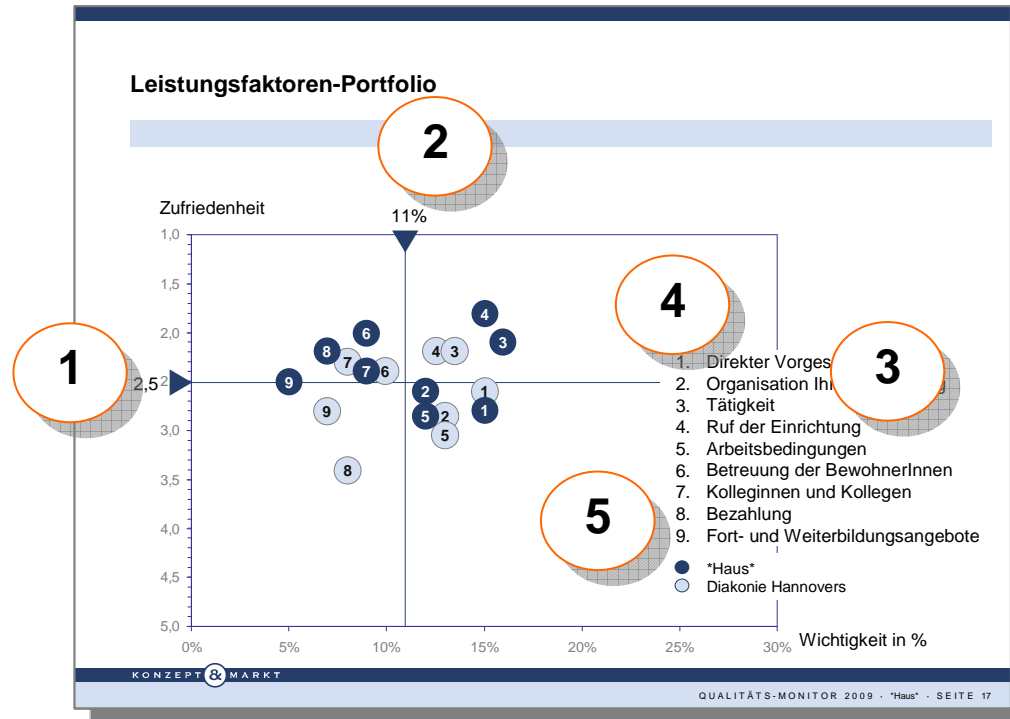 Leistungsfaktoren-Portfolio
2
Zufriedenheit
11%
1,0
1,5
2,0
2,5
3,0
3,5
4,0
4,5
5,0
1
4
3
5
6
4
3
8
7
4
3
7
6
9
2
1
9
5
2
1
5
8
1. Direkter
2. Organisation
3. Tätigkeit
4. Ruf der Einrichtung
5. Arbeitsbedingungen
6. Betreuung der BewohnerInnen
7. Kolleginnen und Kollegen
8. Bezahlung
9. Fort- und Weiterbildungsangebote
*Haus*
Diakonie Hannovers
0% 5% 10% 15% 20% 25% 30%
Wichtigkeit in %
KONZEPT & MARKT
QUALITÄTS-MONITOR 2009 · *Haus* · SEITE 17